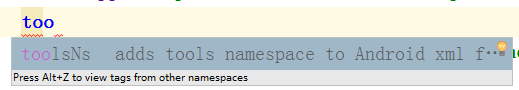 too
toolsNs adds tools namespace to Android xml f…
Press Alt+Z to view tags from other namespaces